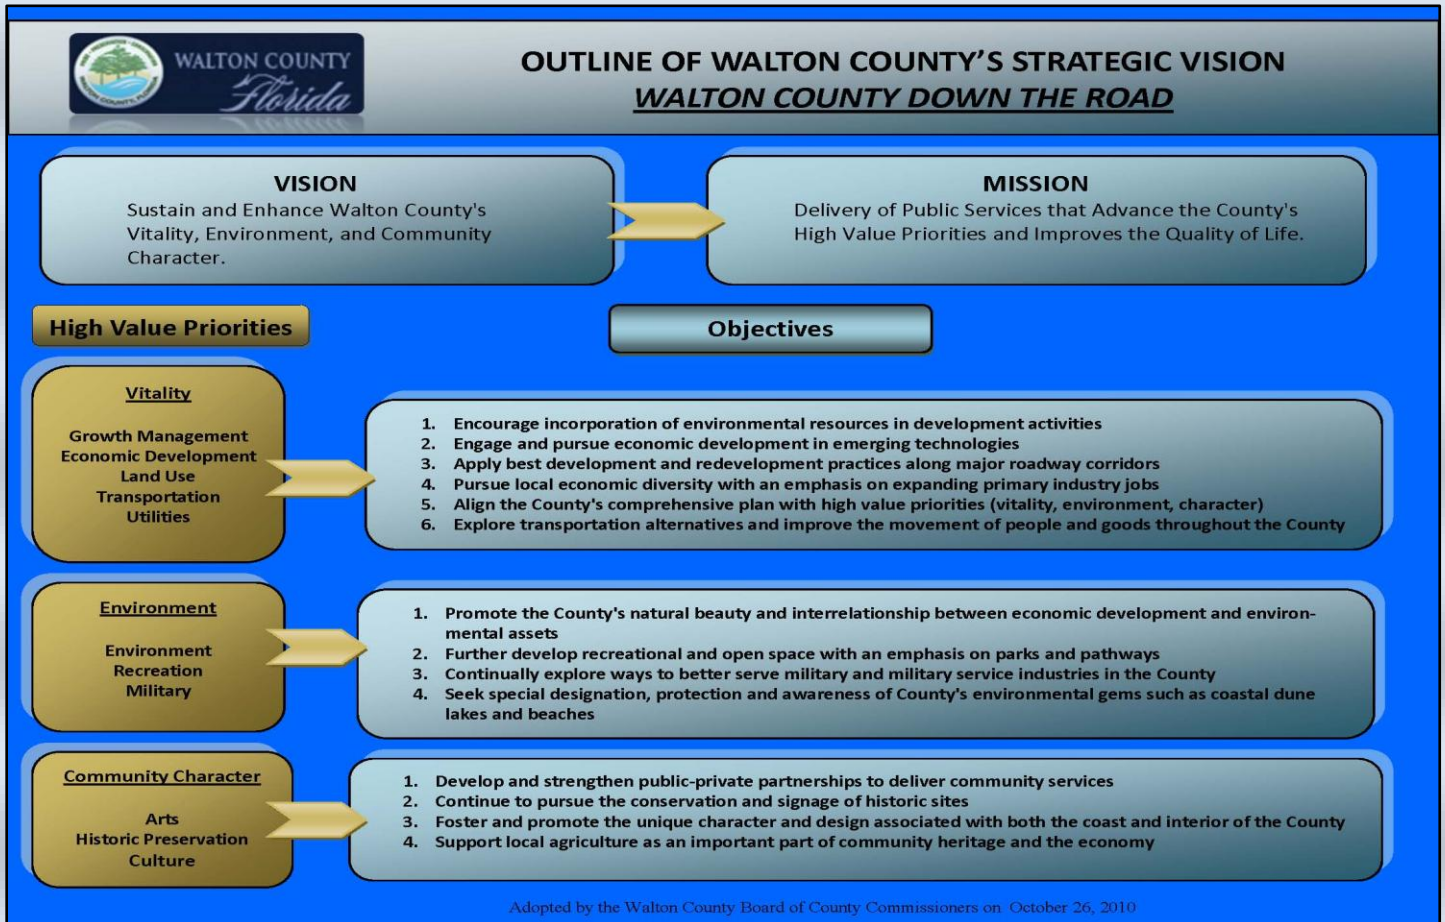 WALTON COUNTY
Florida
WALTON COUNTY, FLORIDA
OUTLINE OF WALTON COUNTY'S STRATEGIC VISION
WALTON COUNTY DOWN THE ROAD
VISION
Sustain and Enhance Walton County's
Vitality, Environment, and Community
Character.
MISSION
Delivery of Public Services that Advance the County's
High Value Priorities and Improves the Quality of Life.
High Value Priorities
Objectives
Vitality
Growth Management
Economic Development
Land Use
Transportation
Utilities
1. Encourage incorporation of environmental resources in development activities
2. Engage and pursue economic development in emerging technologies
3. Apply best development and redevelopment practices along major roadway corridors
4. Pursue local economic diversity with an emphasis on expanding primary industry jobs
5. Align the County's comprehensive plan with high value priorities (vitality, environment, character)
6. Explore transportation alternatives and improve the movement of people and goods throughout the County
Environment
Environment
Recreation
Military
1. Promote the County's natural beauty and interrelationship between economic development and environ-
mental assets
2. Further develop recreational and open space with an emphasis on parks and pathways
3. Continually explore ways to better serve military and military service industries in the County
4. Seek special designation, protection and awareness of County's environmental gems such as coastal dune
lakes and beaches
Community Character
Arts
Historic Preservation
Culture
1. Develop and strengthen public-private partnerships to deliver community services
2. Continue to pursue the conservation and signage of historic sites
3. Foster and promote the unique character and design associated with both the coast and interior of the County
4. Support local agriculture as an important part of community heritage and the economy
Adopted by the Walton County Board of County Commissioners on October 26, 2010